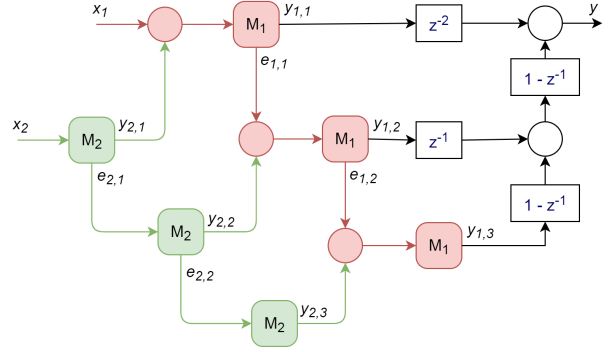 x1 M1 y1,1 z-2 y
e1,1
1 - z-1
x2 M2 y2,1
M1 y1,2 z-1
e2,1
e1,2
1 - z-1
M2 y2,2
M1 y1,3
e2,2
M2 y2,3